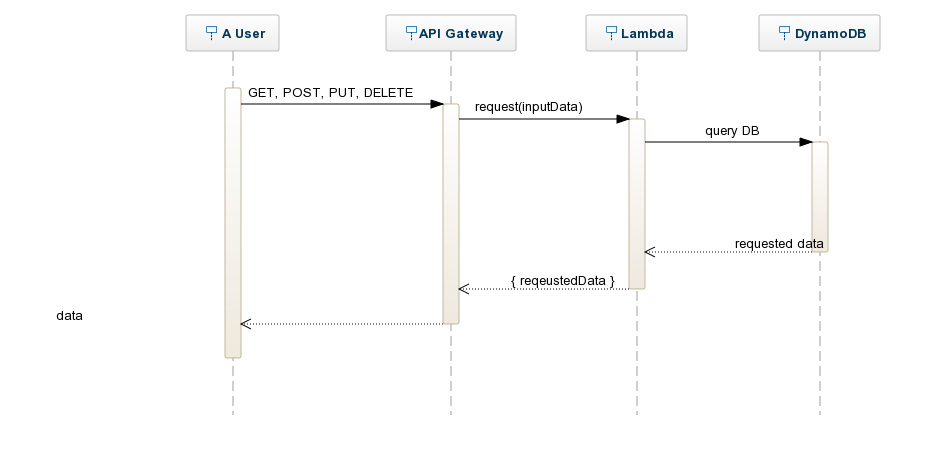 A User
API Gateway
Lambda
DynamoDB
GET, POST, PUT, DELETE
request(inputData)
query DB
requested data
{ reqeustedData }
data